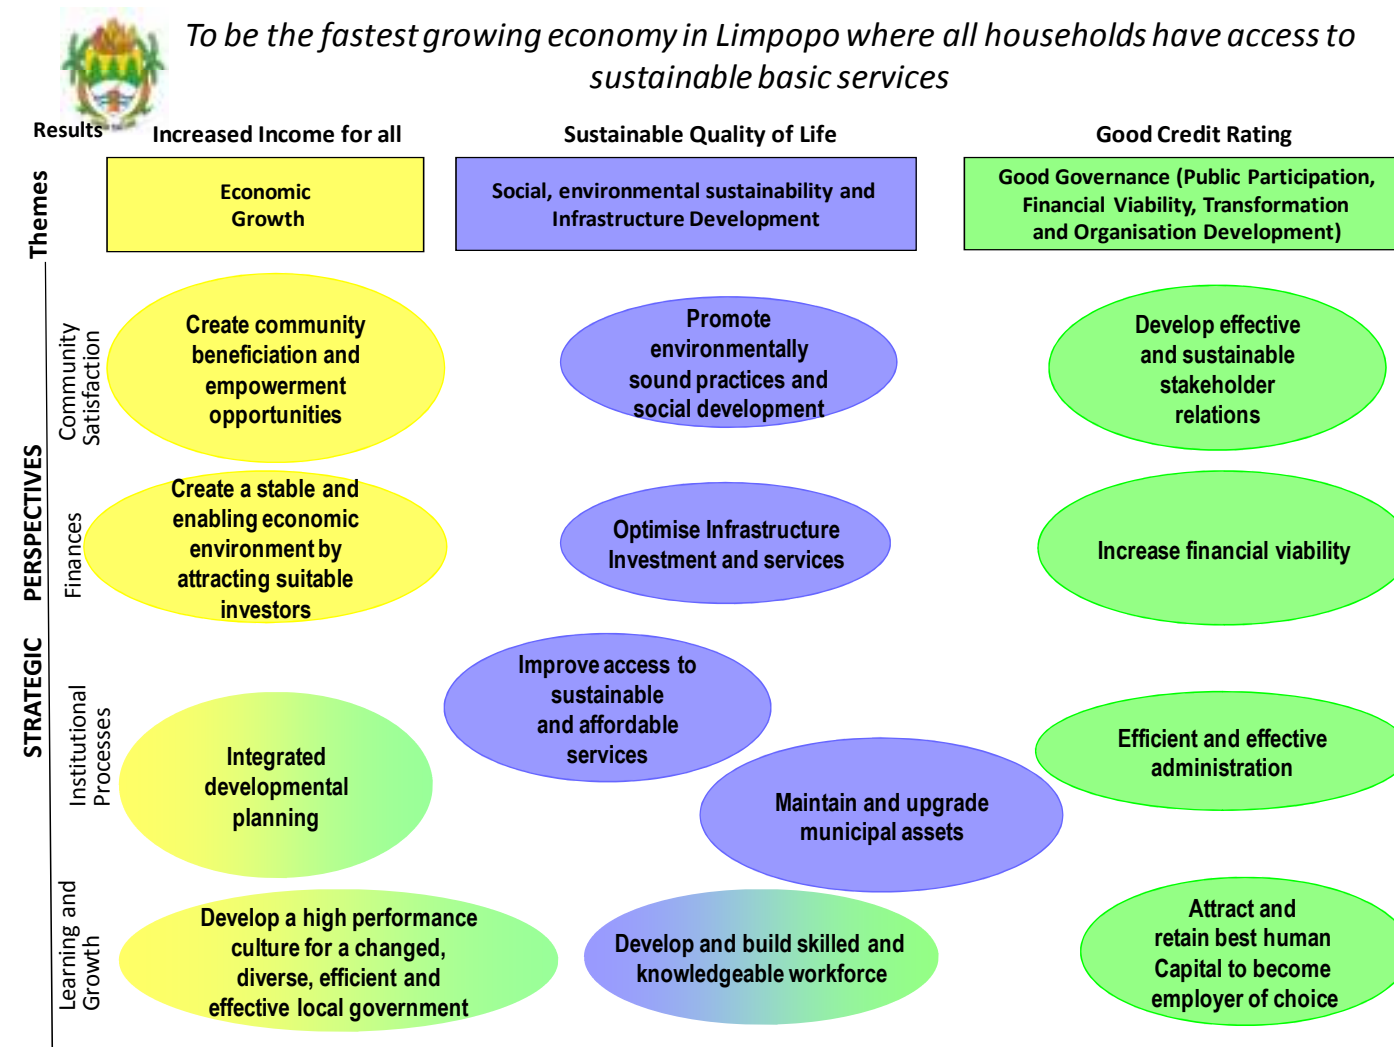 To be the fastest growing economy in Limpopo where all households have access to
sustainable basic services
Results
Increased Income for all
Sustainable Quality of Life
Good Credit Rating
Themes
Economic
Growth
Social, environmental sustainability and
Infrastructure Development
Good Governance (Public Participation,
Financial Viability, Transformation
and Organisation Development)
STRATEGIC PERSPECTIVES
Community
Satisfaction
Create community
beneficiation and
empowerment
opportunities
Promote
environmentally
sound practices and
social development
Develop effective
and sustainable
stakeholder
relations
Finances
Create a stable and
enabling economic
environment by
attracting suitable
investors
Optimise Infrastructure
Investment and services
Increase financial viability
Institutional
Processes
Integrated
developmental
planning
Improve access to
sustainable
and affordable
services
Maintain and upgrade
municipal assets
Efficient and effective
administration
Learning and
Growth
Develop a high performance
culture for a changed,
diverse, efficient and
effective local government
Develop and build skilled and
knowledgeable workforce
Attract and
retain best human
Capital to become
employer of choice